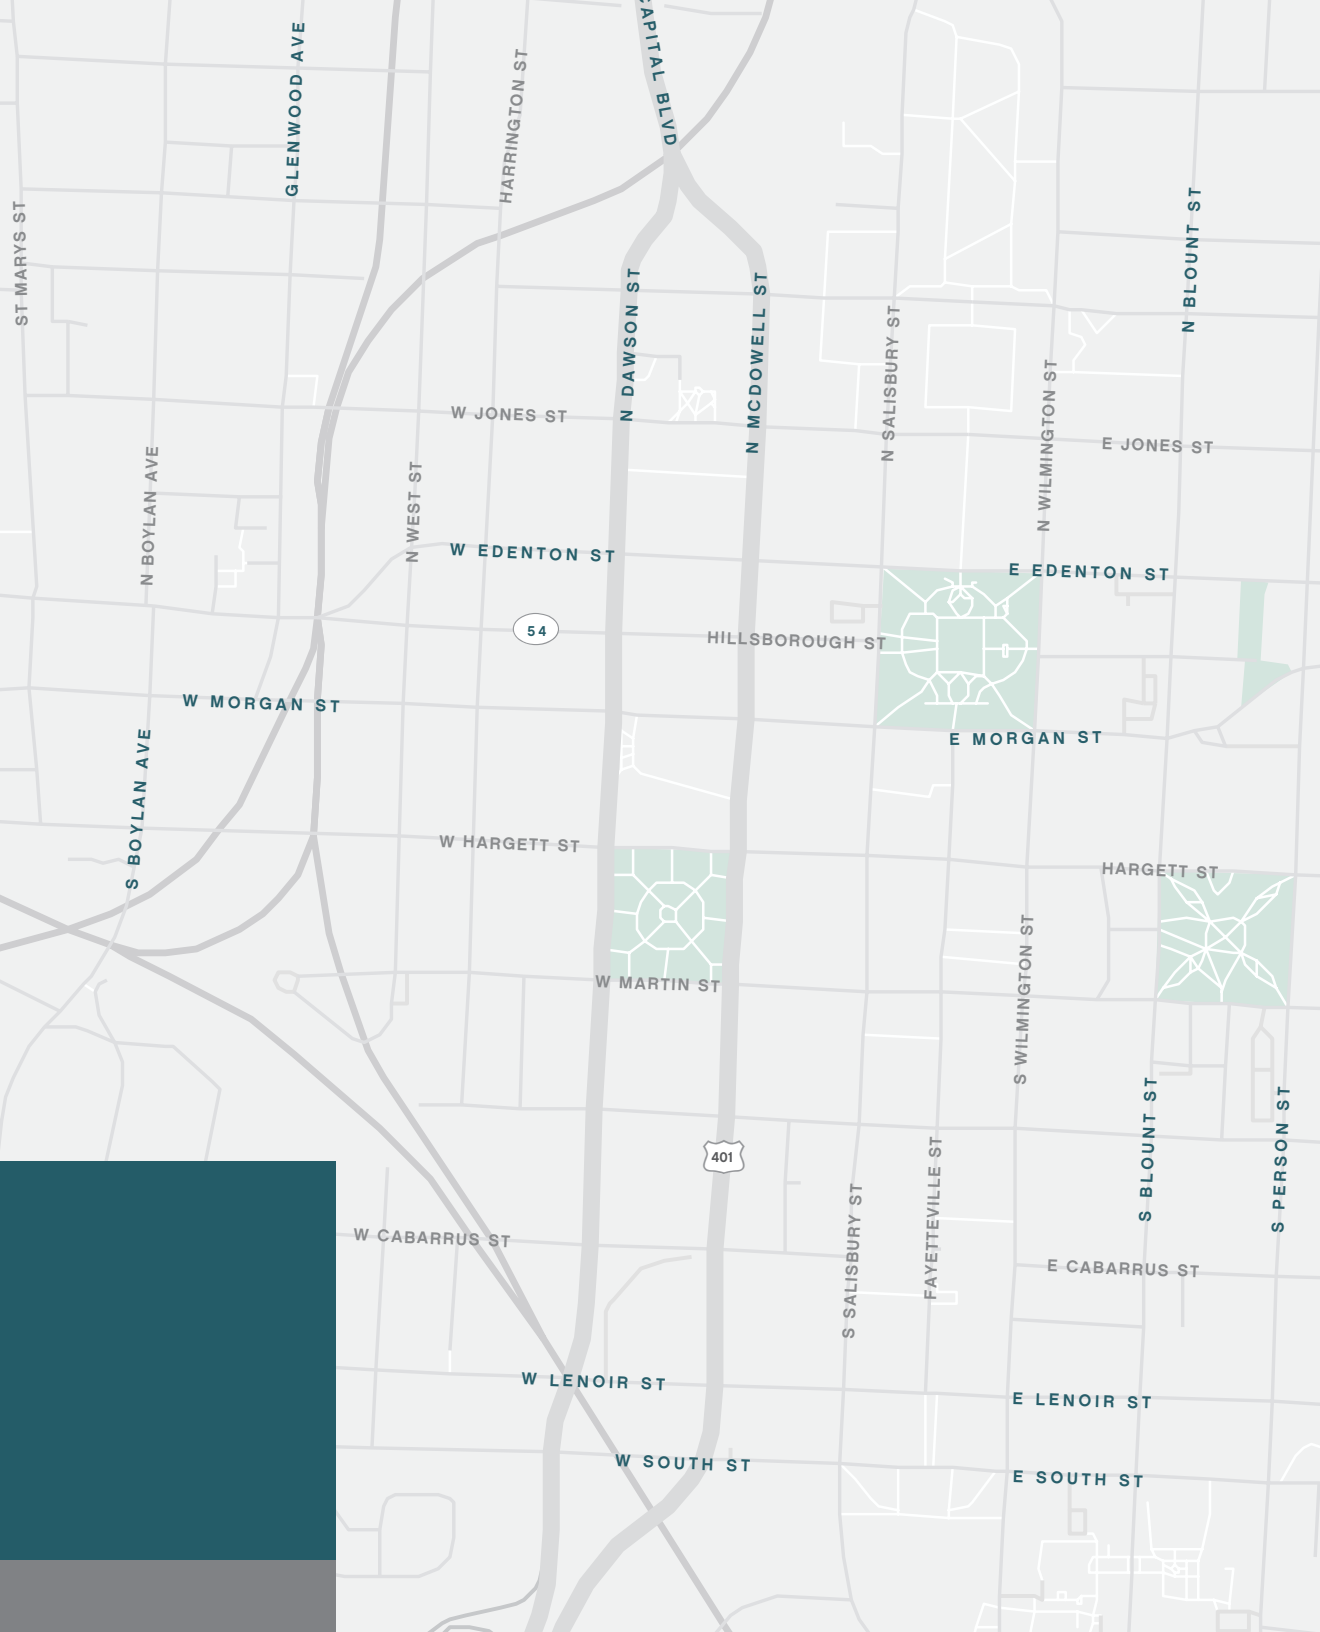 CAPITAL BLVD
GLENWOOD AVE
HARRINGTON ST
ST MARYS ST
N BLOUNT ST
N DAWSON ST
N MCDOWELL ST
N SALISBURY ST
N WILMINGTON ST
W JONES ST
E JONES ST
N BOYLAN AVE
N WEST ST
W EDENTON ST
E EDENTON ST
54
HILLSBOROUGH ST
W MORGAN ST
E MORGAN ST
S BOYLAN AVE
W HARGETT ST
HARGETT ST
W MARTIN ST
S WILMINGTON ST
S BLOUNT ST
S PERSON ST
401
FAYETTEVILLE ST
S SALISBURY ST
W CABARRUS ST
E CABARRUS ST
W LENOIR ST
E LENOIR ST
W SOUTH ST
E SOUTH ST